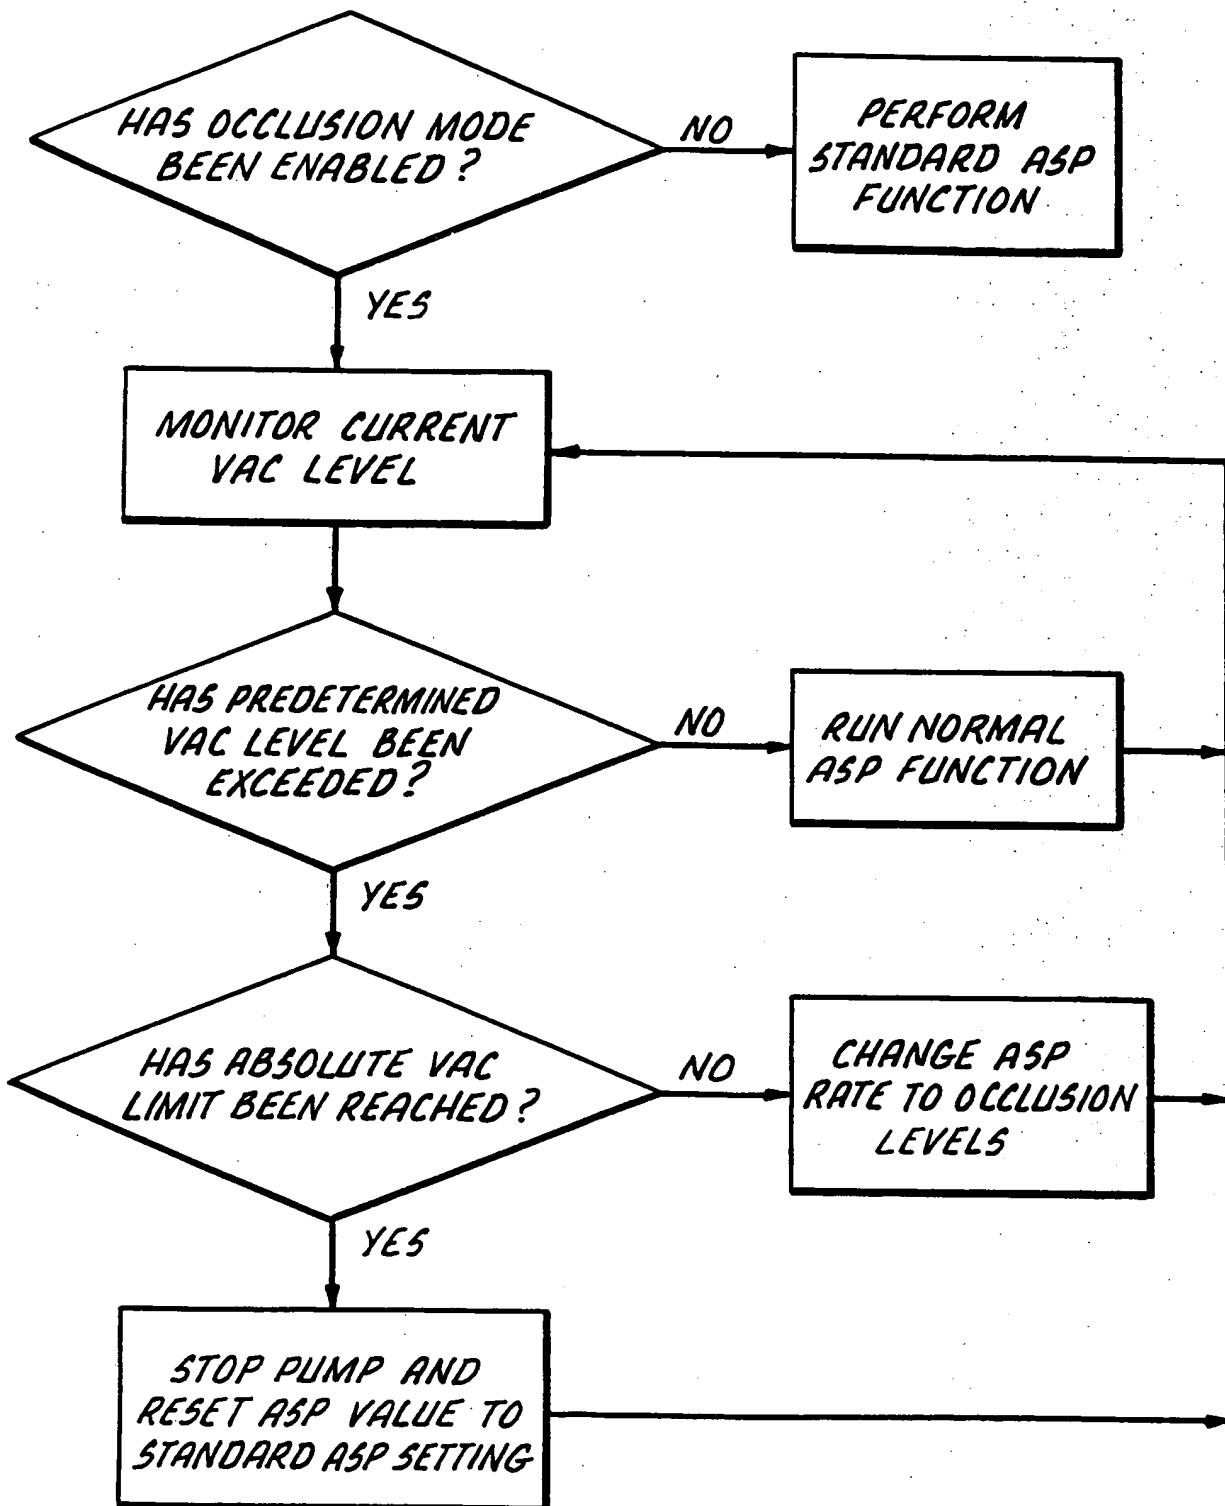 HAS OCCLUSION MODE
BEEN ENABLED?
NO
PERFORM
STANDARD ASP
FUNCTION
YES
MONITOR CURRENT
VAC LEVEL
HAS PREDETERMINED
VAC LEVEL BEEN
EXCEEDED?
NO
RUN NORMAL
ASP FUNCTION
YES
HAS ABSOLUTE VAC
LIMIT BEEN REACHED?
NO
CHANGE ASP
RATE TO OCCLUSION
LEVELS
YES
STOP PUMP AND
RESET ASP VALUE TO
STANDARD ASP SETTING